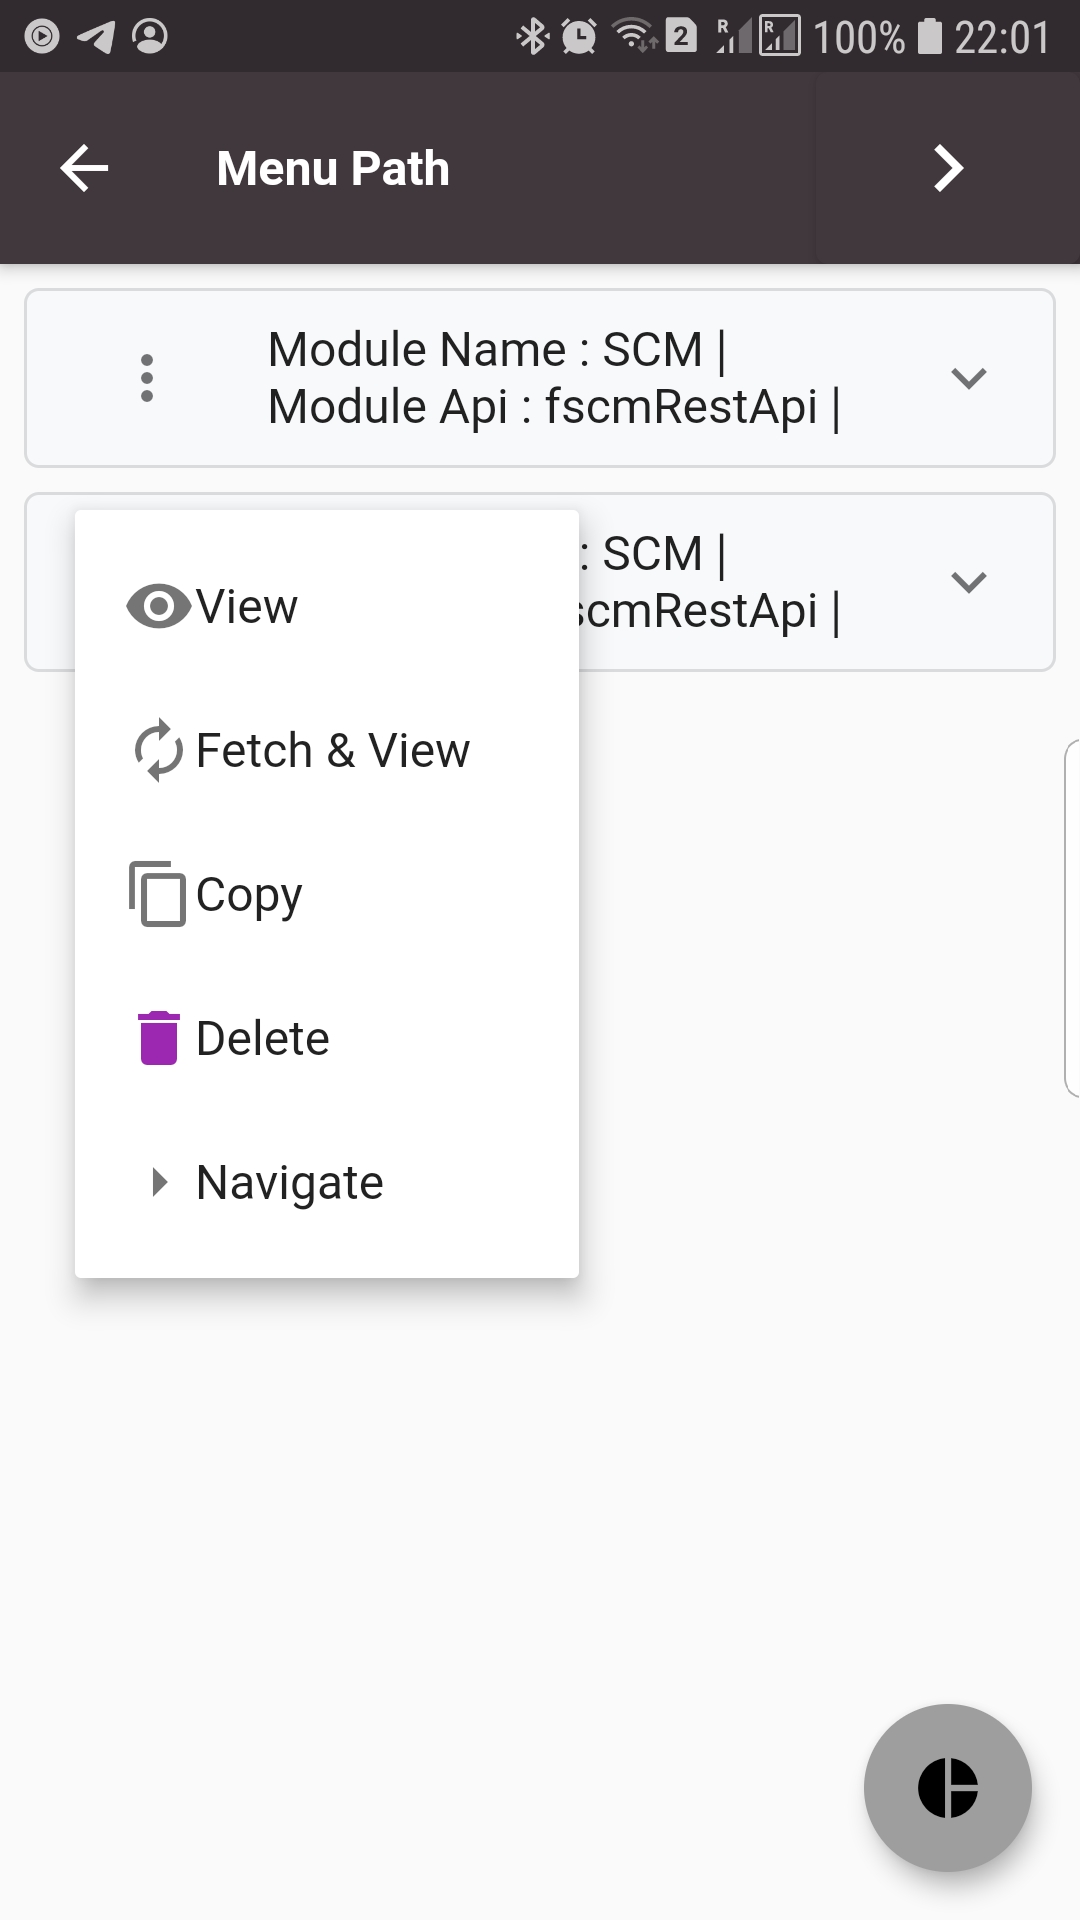 2 R R 100% 22:01
Menu Path
Module Name : SCM |
Module Api : fscmRestApi |
: SCM |
scmRestApi |
View
Fetch & View
Copy
Delete
Navigate